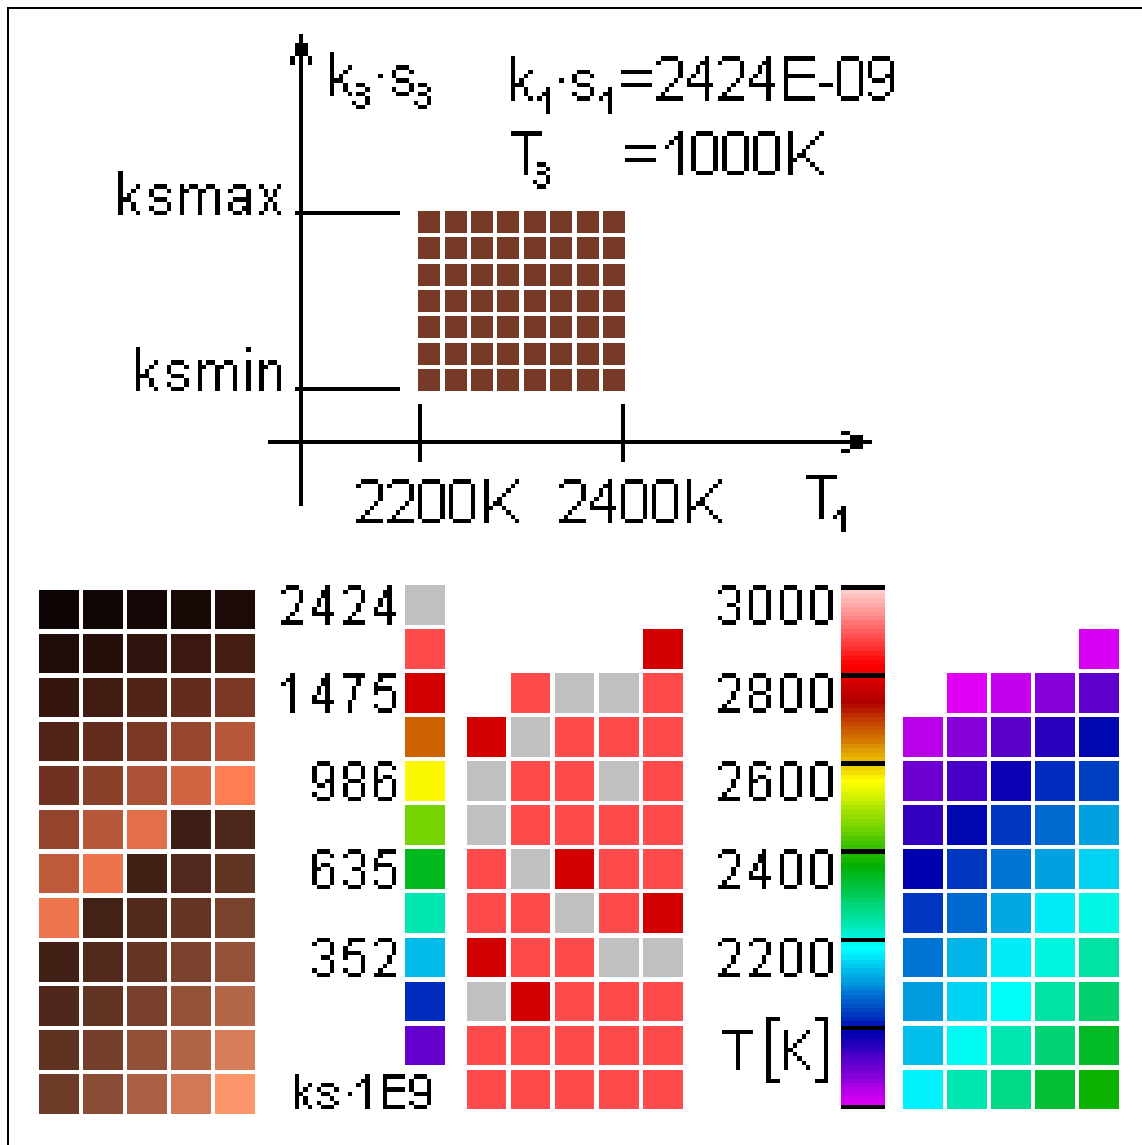 k₃·s₃ k₁·s₁=2424E-09
T₃ =1000K
ksmax
ksmin
2200K 2400K T₁
2424 3000
1475 2800
986 2600
635 2400
352 2200
T[K]
ks·1E9